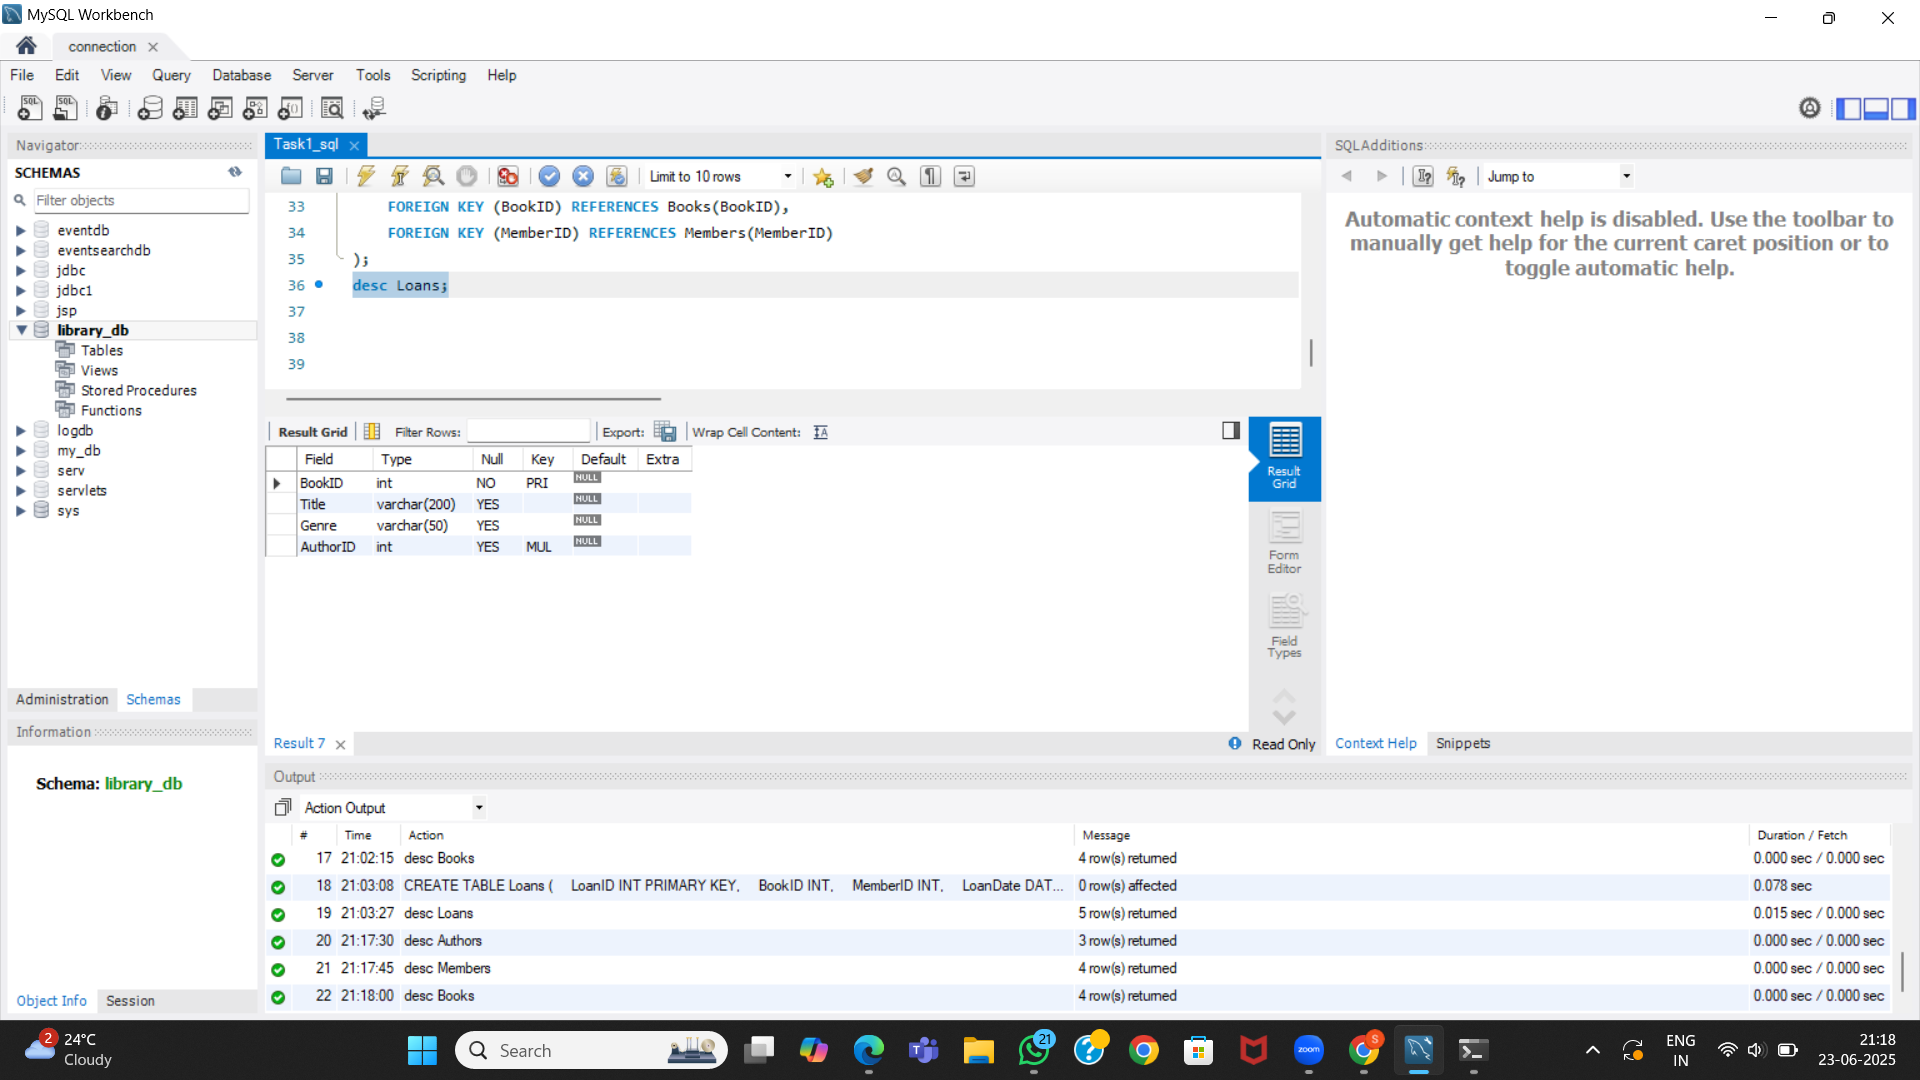 MySQL Workbench
connection
File Edit View Query Database Server Tools Scripting Help
Navigator
SCHEMAS
Filter objects
eventdb
eventsearchdb
jdbc
jdbc1
jsp
library_db
Tables
Views
Stored Procedures
Functions
logdb
my_db
serv
servlets
sys
Administration Schemas
Information
Schema: library_db
Object Info Session
Task1_sql
Limit to 10 rows
33 FOREIGN KEY (BookID) REFERENCES Books(BookID),
34 FOREIGN KEY (MemberID) REFERENCES Members(MemberID)
35 );
36 desc Loans;
37
38
39
Result Grid Filter Rows: Export: Wrap Cell Content:
Field Type Null Key Default Extra
BookID int NO PRI NULL
Title varchar(200) YES NULL
Genre varchar(50) YES NULL
AuthorID int YES MUL NULL
Result Grid
Form Editor
Field Types
Result 7
Read Only
SQLAdditions
Jump to
Automatic context help is disabled. Use the toolbar to
manually get help for the current caret position or to
toggle automatic help.
Context Help Snippets
Output
Action Output
# Time Action Message Duration / Fetch
17 21:02:15 desc Books 4 row(s) returned 0.000 sec / 0.000 sec
18 21:03:08 CREATE TABLE Loans ( LoanID INT PRIMARY KEY, BookID INT, MemberID INT, LoanDate DAT... 0 row(s) affected 0.078 sec
19 21:03:27 desc Loans 5 row(s) returned 0.015 sec / 0.000 sec
20 21:17:30 desc Authors 3 row(s) returned 0.000 sec / 0.000 sec
21 21:17:45 desc Members 4 row(s) returned 0.000 sec / 0.000 sec
22 21:18:00 desc Books 4 row(s) returned 0.000 sec / 0.000 sec
2
24°C
Cloudy
Search
21
zoom
S
ENG
IN
21:18
23-06-2025